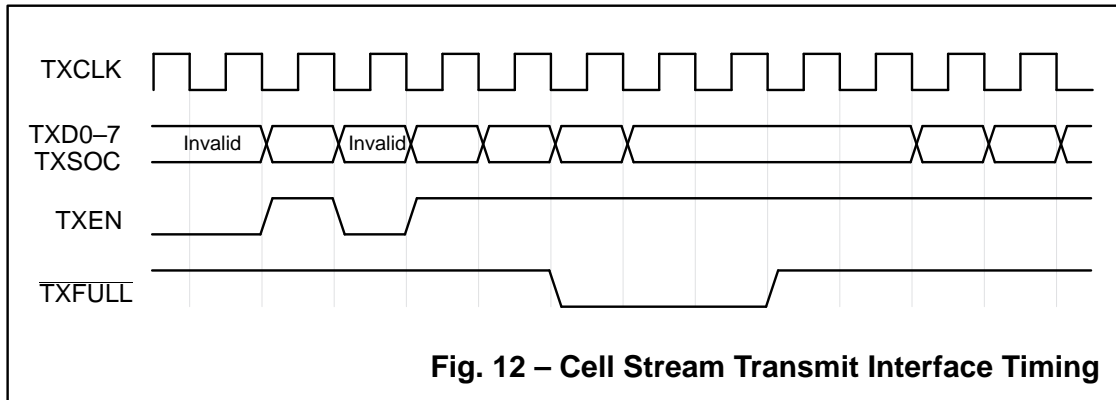 TXCLK
TXD0–7
TXSOC
Invalid
Invalid
TXEN
TXFULL
Fig. 12 – Cell Stream Transmit Interface Timing